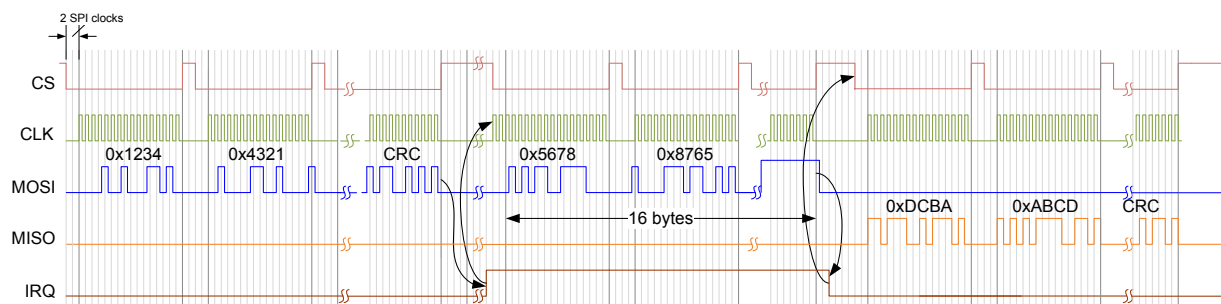 2 SPI clocks
CS
CLK
0x1234 0x4321 CRC 0x5678 0x8765
MOSI
16 bytes
0xDCBA 0xABCD CRC
MISO
IRQ